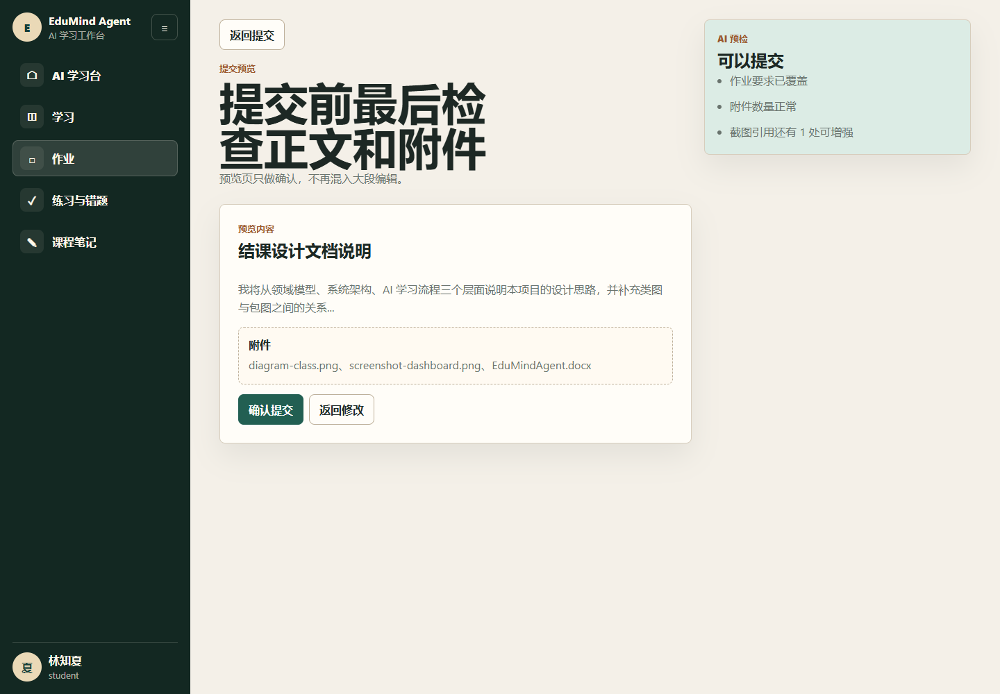 E
EduMind Agent
AI 学习工作台
AI 学习台
学习
作业
练习与错题
课程笔记
夏
林知夏
student
返回提交
提交预览
提交前最后检
查正文和附件
预览页只做确认，不再混入大段编辑。
预览内容
结课设计文档说明
我将从领域模型、系统架构、AI 学习流程三个层面说明本项目的设计思路，并补充类图
与包图之间的关系...
附件
diagram-class.png、screenshot-dashboard.png、EduMindAgent.docx
确认提交
返回修改
AI 预检
可以提交
作业要求已覆盖
附件数量正常
截图引用还有 1 处可增强